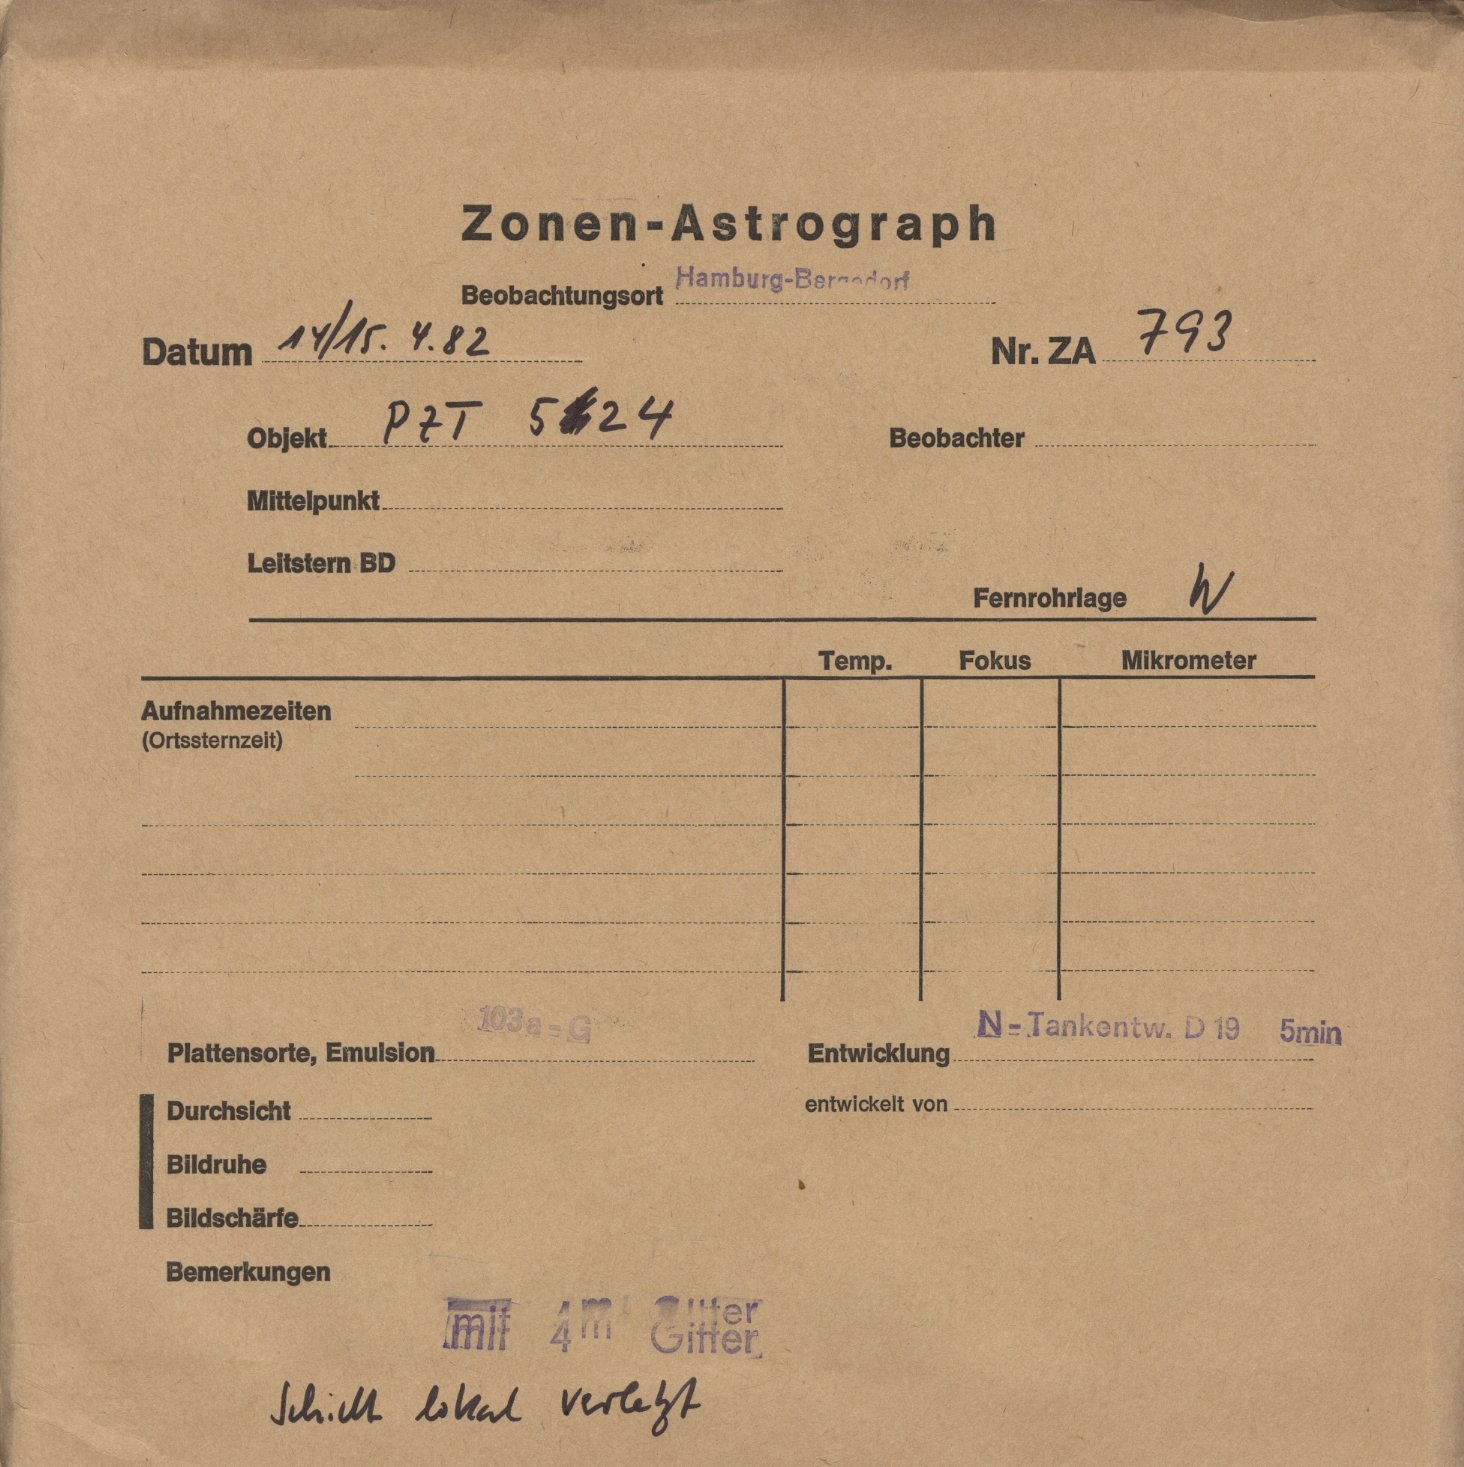 Zonen-Astrograph
Beobachtungsort Hamburg-Bergedorf
Datum 14/15. 4. 82 Nr. ZA 793
Objekt PZT 5 24 Beobachter
Mittelpunkt
Leitstern BD
Fernrohrlage W
Temp. Fokus Mikrometer
Aufnahmezeiten
(Ortssternzeit)
103a-G N-Tankentw. D 19 5min
Plattensorte, Emulsion Entwicklung
Durchsicht entwickelt von
Bildruhe
Bildschärfe
Bemerkungen
mit 4m Gitter
Schicht lokal verletzt